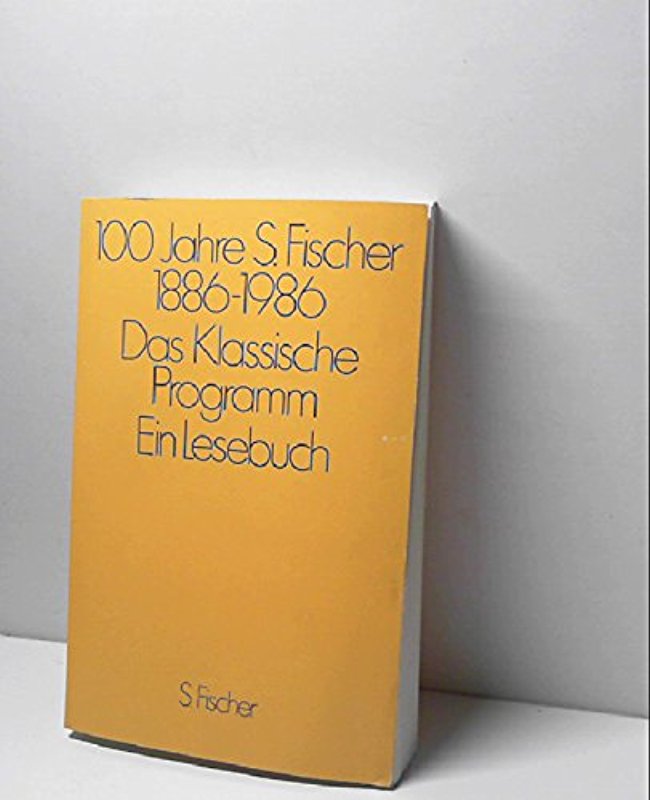 100 Jahre S. Fischer
1886-1986
Das Klassische
Programm
Ein Lesebuch
S. Fischer